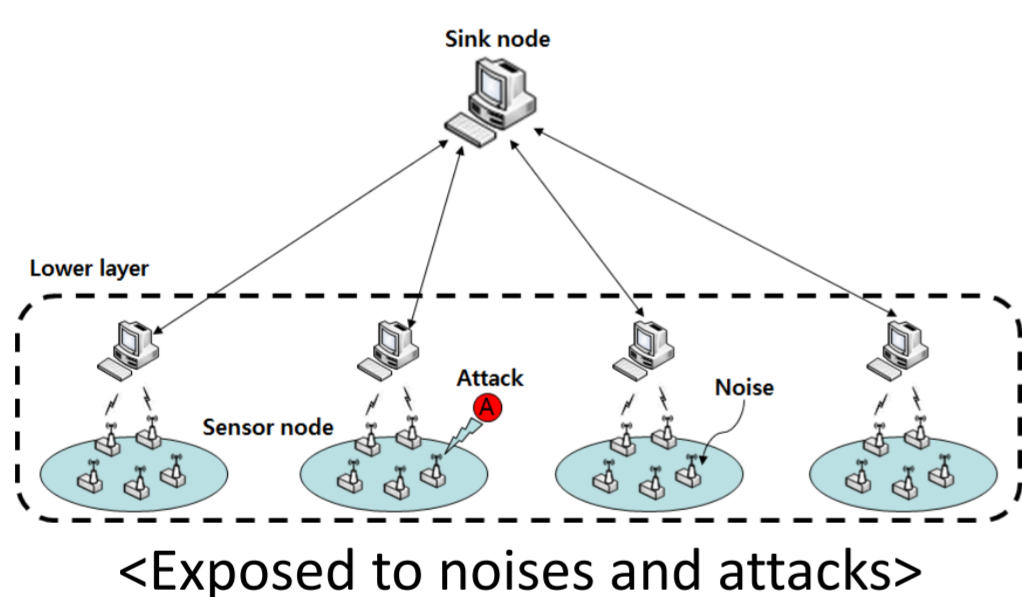 Sink node
Lower layer
Attack
A
Noise
Sensor node
<Exposed to noises and attacks>